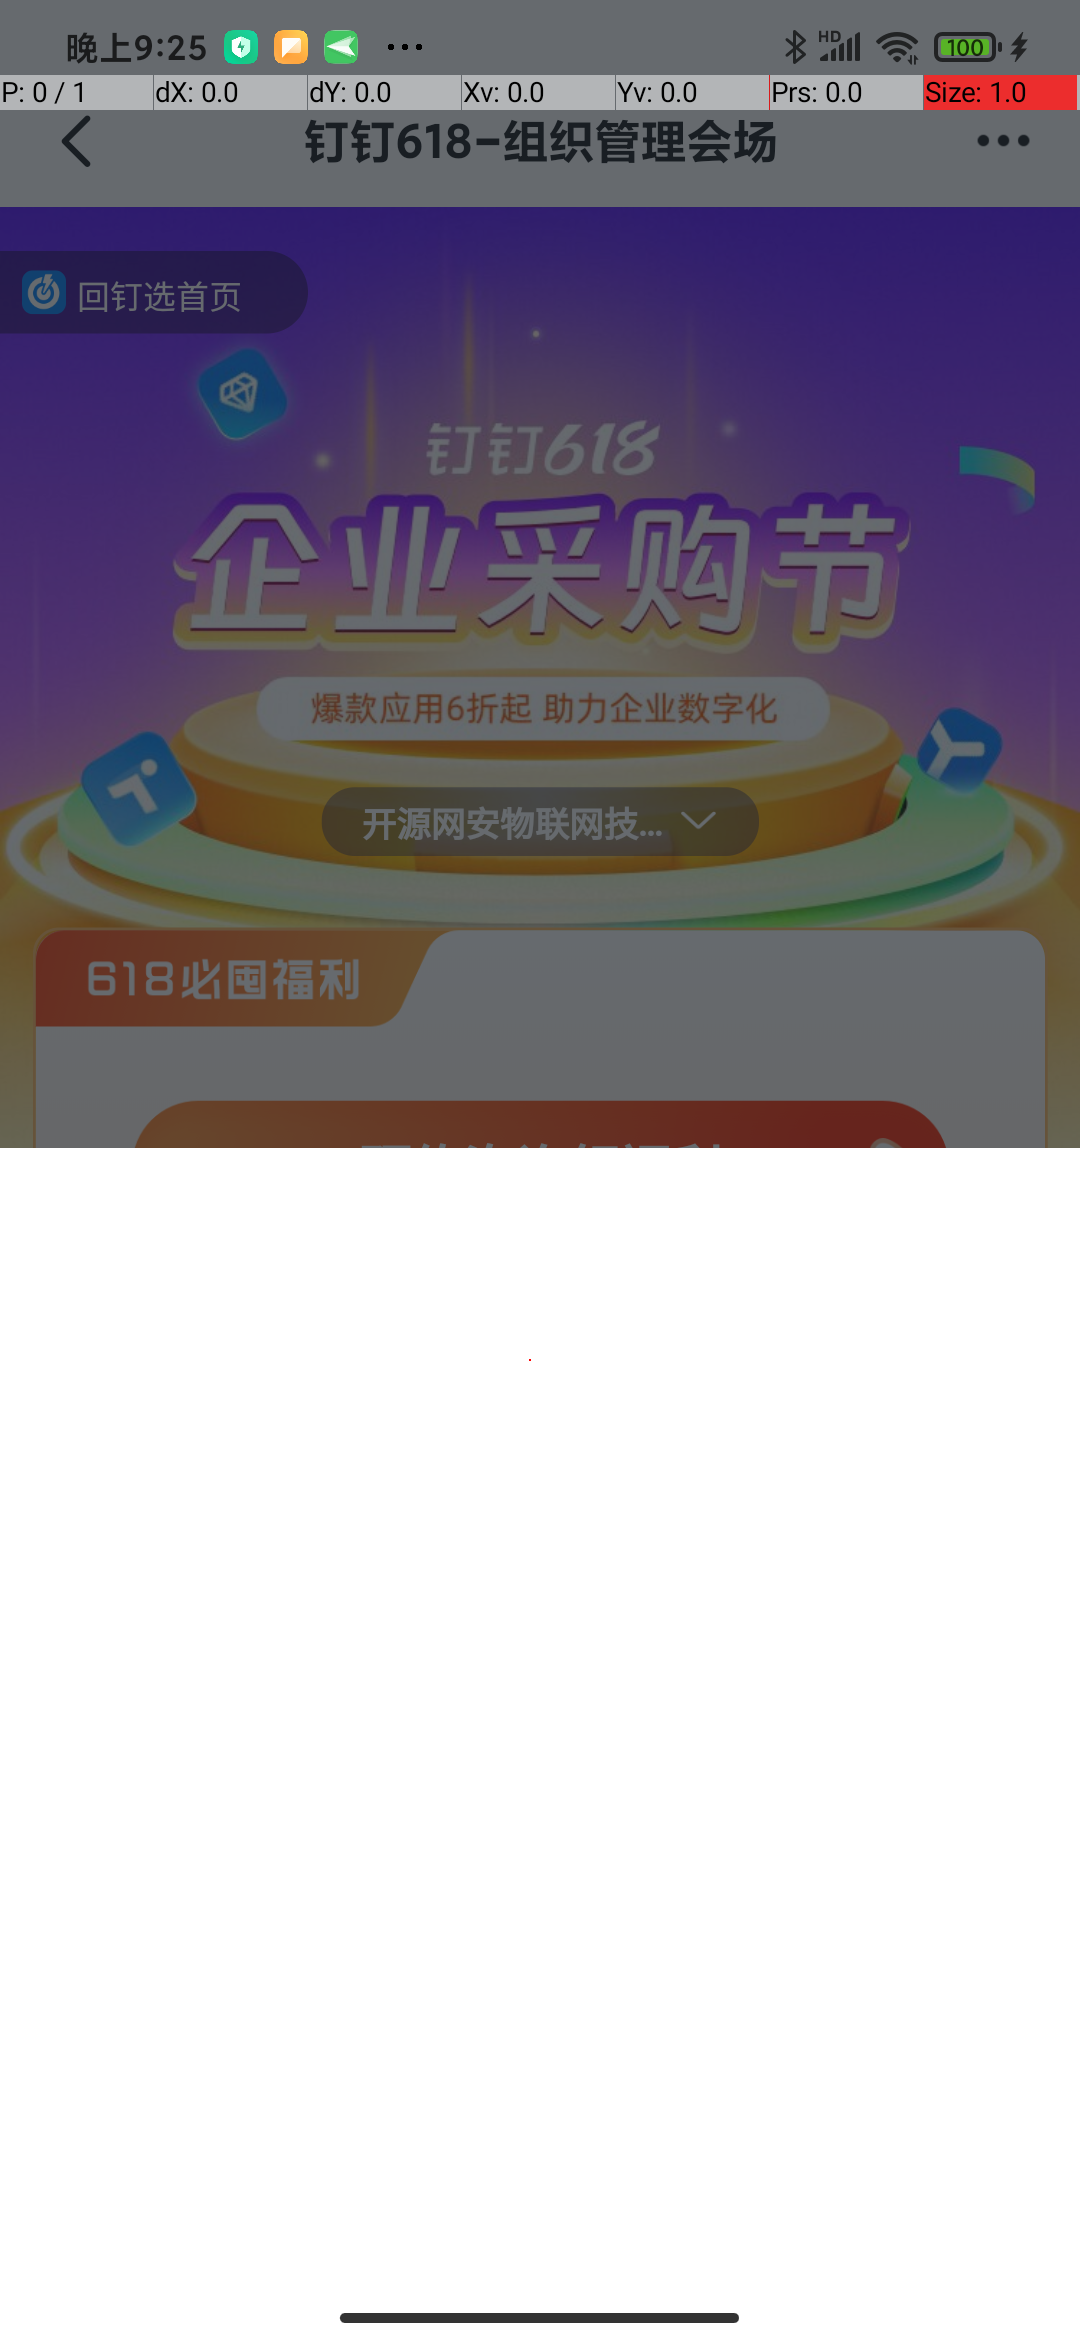 晚上9:25 HD 100
P: 0 / 1 dX: 0.0 dY: 0.0 Xv: 0.0 Yv: 0.0 Prs: 0.0 Size: 1.0
钉钉618-组织管理会场
回钉选首页
钉钉618
企业采购节
爆款应用6折起 助力企业数字化
开源网安物联网技...
618必囤福利